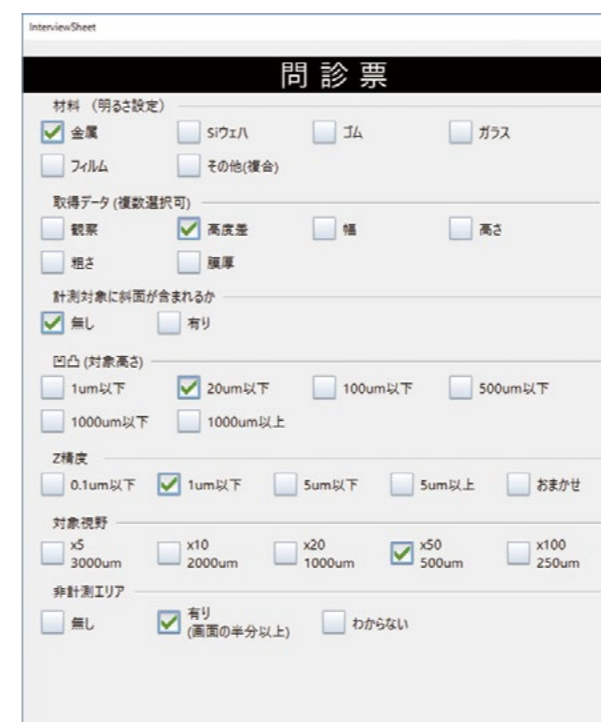 InterviewSheet
問診票
材料 (明るさ設定)
金属 Siウェハ ゴム ガラス
フィルム その他(複合)
取得データ (複数選択可)
観察 高度差 幅 高さ
粗さ 膜厚
計測対象に斜面が含まれるか
無し 有り
凹凸 (対象高さ)
1um以下 20um以下 100um以下 500um以下
1000um以下 1000um以上
Z精度
0.1um以下 1um以下 5um以下 5um以上 おまかせ
対象視野
x5 x10 x20 x50 x100
3000um 2000um 1000um 500um 250um
非計測エリア
無し 有り わからない
(画面の半分以上)